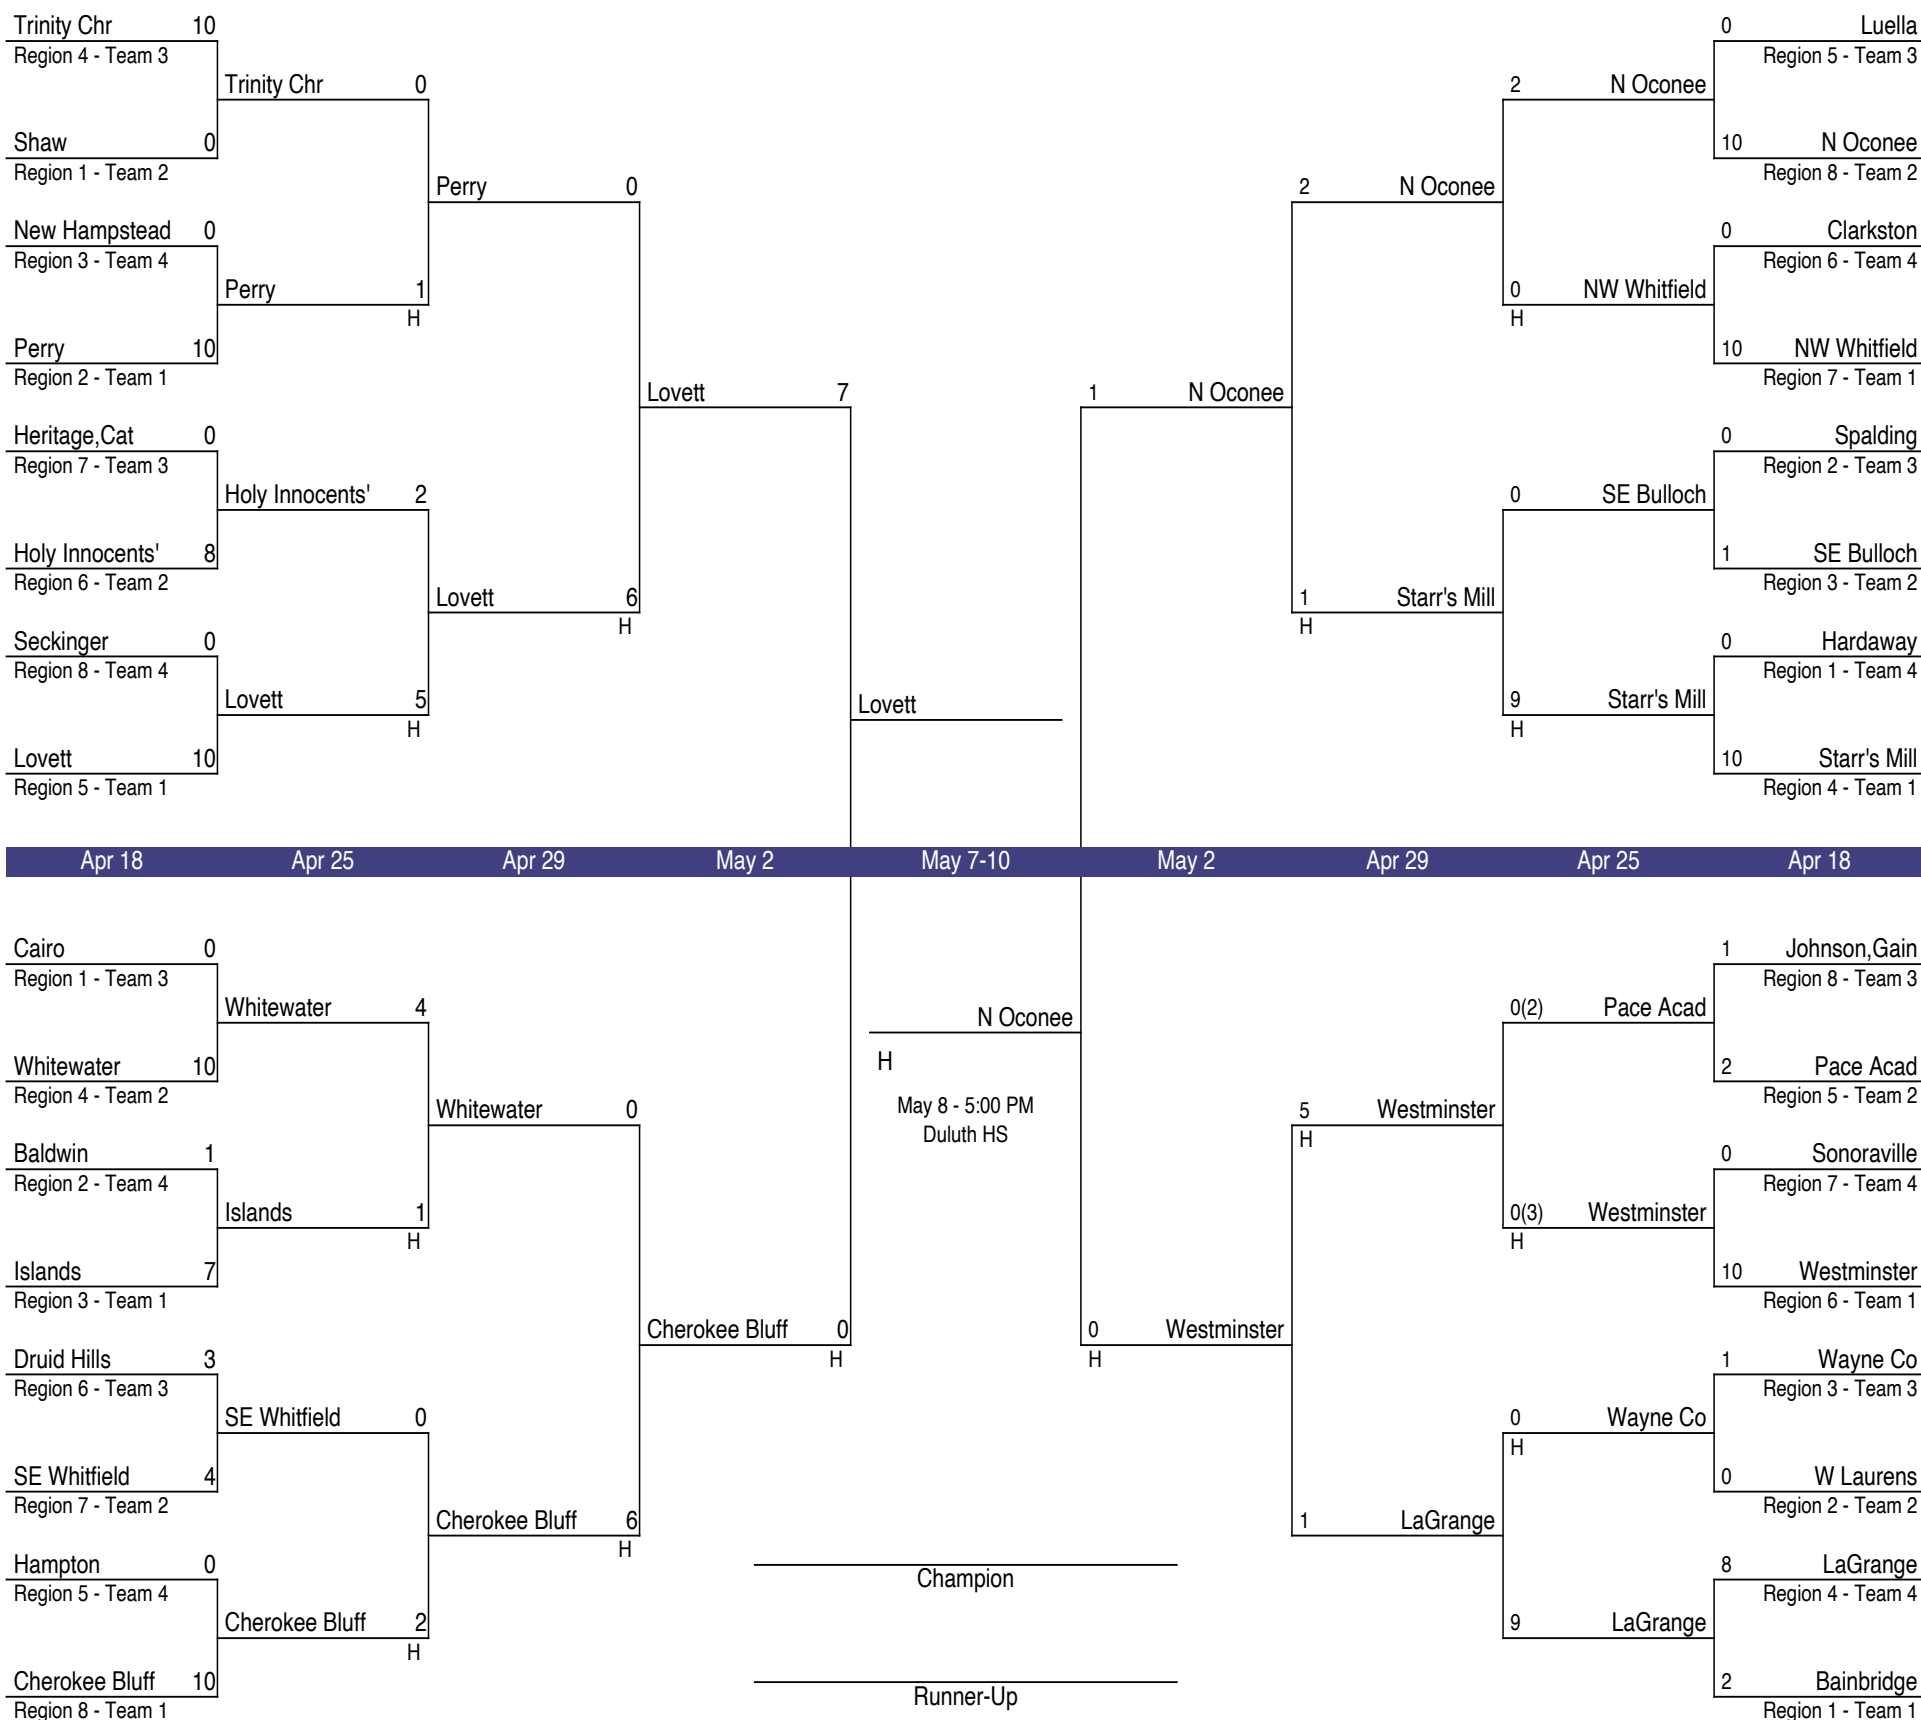 Trinity Chr 10
Region 4 - Team 3
Trinity Chr 0
Shaw 0
Region 1 - Team 2
Perry 0
New Hampstead 0
Region 3 - Team 4
Perry 1
H
Perry 10
Region 2 - Team 1
Lovett 7
Heritage,Cat 0
Region 7 - Team 3
Holy Innocents' 2
Holy Innocents' 8
Region 6 - Team 2
Lovett 6
H
Seckinger 0
Region 8 - Team 4
Lovett 5
H
Lovett 10
Region 5 - Team 1
Lovett
0 Luella
Region 5 - Team 3
2 N Oconee
10 N Oconee
Region 8 - Team 2
2 N Oconee
0 Clarkston
Region 6 - Team 4
0 NW Whitfield
H
10 NW Whitfield
Region 7 - Team 1
1 N Oconee
0 Spalding
Region 2 - Team 3
0 SE Bulloch
1 SE Bulloch
Region 3 - Team 2
1 Starr's Mill
H
0 Hardaway
Region 1 - Team 4
9 Starr's Mill
H
10 Starr's Mill
Region 4 - Team 1
Apr 18 Apr 25 Apr 29 May 2 May 7-10 May 2 Apr 29 Apr 25 Apr 18
Cairo 0
Region 1 - Team 3
Whitewater 4
Whitewater 10
Region 4 - Team 2
Whitewater 0
Baldwin 1
Region 2 - Team 4
Islands 1
H
Islands 7
Region 3 - Team 1
Cherokee Bluff 0
H
Druid Hills 3
Region 6 - Team 3
SE Whitfield 0
SE Whitfield 4
Region 7 - Team 2
Cherokee Bluff 6
H
Hampton 0
Region 5 - Team 4
Cherokee Bluff 2
H
Cherokee Bluff 10
Region 8 - Team 1
N Oconee
H
May 8 - 5:00 PM
Duluth HS
Champion
Runner-Up
1 Johnson,Gain
Region 8 - Team 3
0(2) Pace Acad
2 Pace Acad
Region 5 - Team 2
5 Westminster
H
0 Sonoraville
Region 7 - Team 4
0(3) Westminster
H
10 Westminster
Region 6 - Team 1
0 Westminster
H
1 Wayne Co
Region 3 - Team 3
0 Wayne Co
H
0 W Laurens
Region 2 - Team 2
1 LaGrange
8 LaGrange
Region 4 - Team 4
9 LaGrange
2 Bainbridge
Region 1 - Team 1